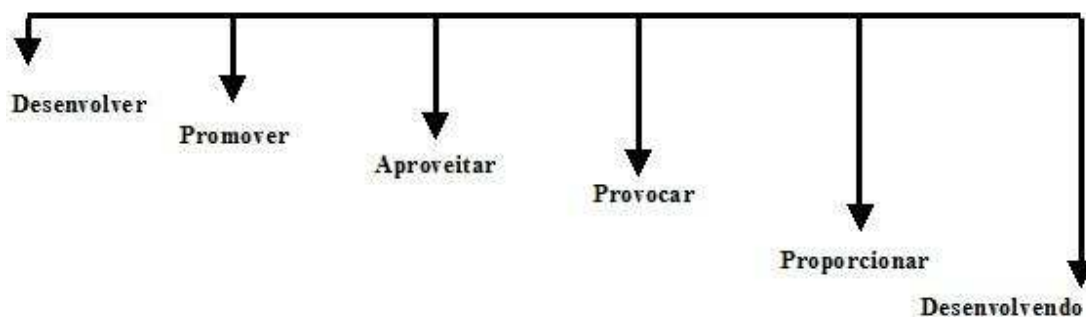 Desenvolver
Promover
Aproveitar
Provocar
Proporcionar
Desenvolvendo